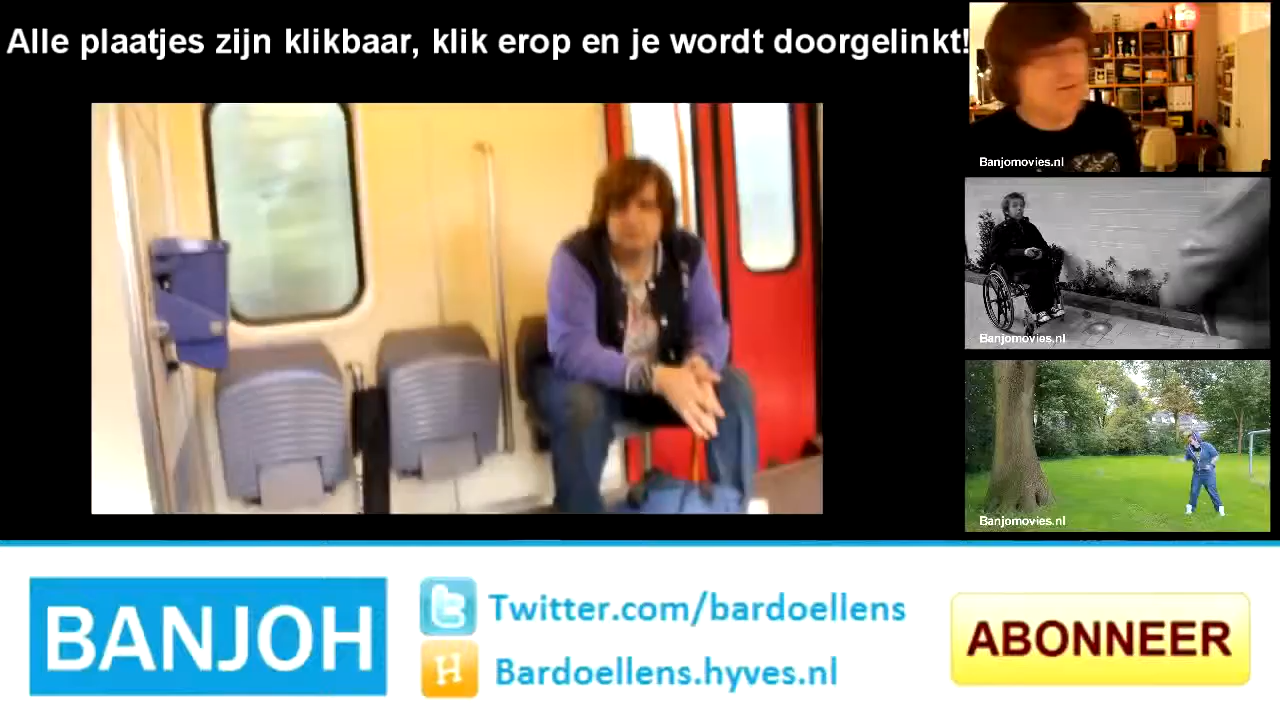 Alle plaatjes zijn klikbaar, klik erop en je wordt doorgelinkt!
Banjomovies.nl
Banjomovies.nl
Banjomovies.nl
BANJOH
Twitter.com/bardoellens
H Bardoellens.hyves.nl
ABONNEER